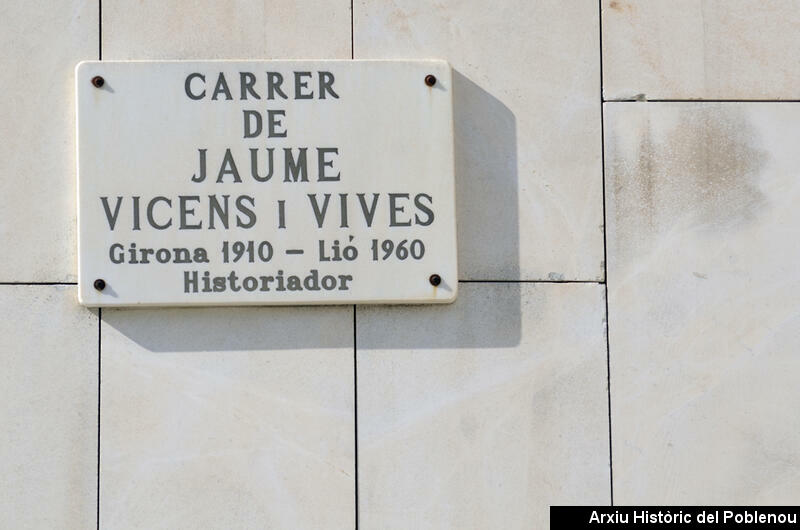 CARRER
DE
JAUME
VICENS I VIVES
Girona 1910 – Lió 1960
Historiador
Arxiu Històric del Poblenou